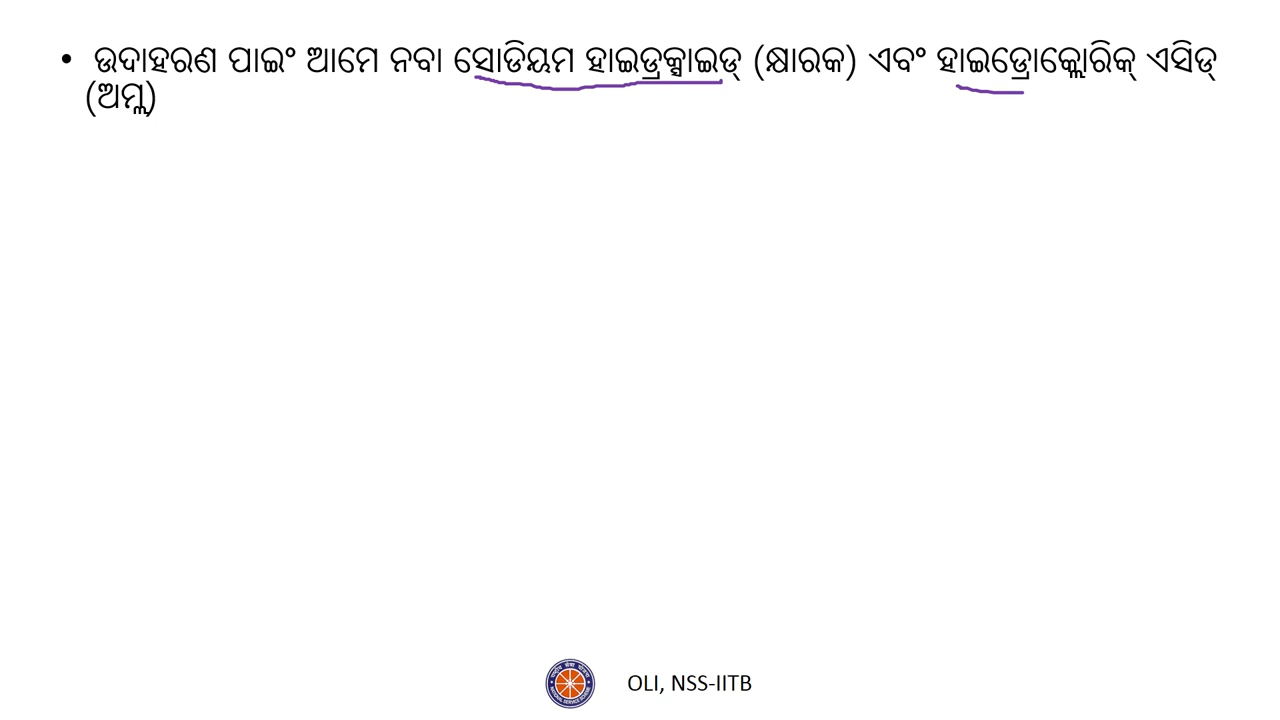 • ଉଦାହରଣ ପାଇଂ ଆମେ ନବା ସୋଡିୟମ ହାଇଡ୍ରକ୍ସାଇଡ୍ (କ୍ଷାରକ) ଏବଂ ହାଇଡ୍ରୋକ୍ଲୋରିକ୍ ଏସିଡ୍
(ଅମ୍ଳ)
OLI, NSS-IITB